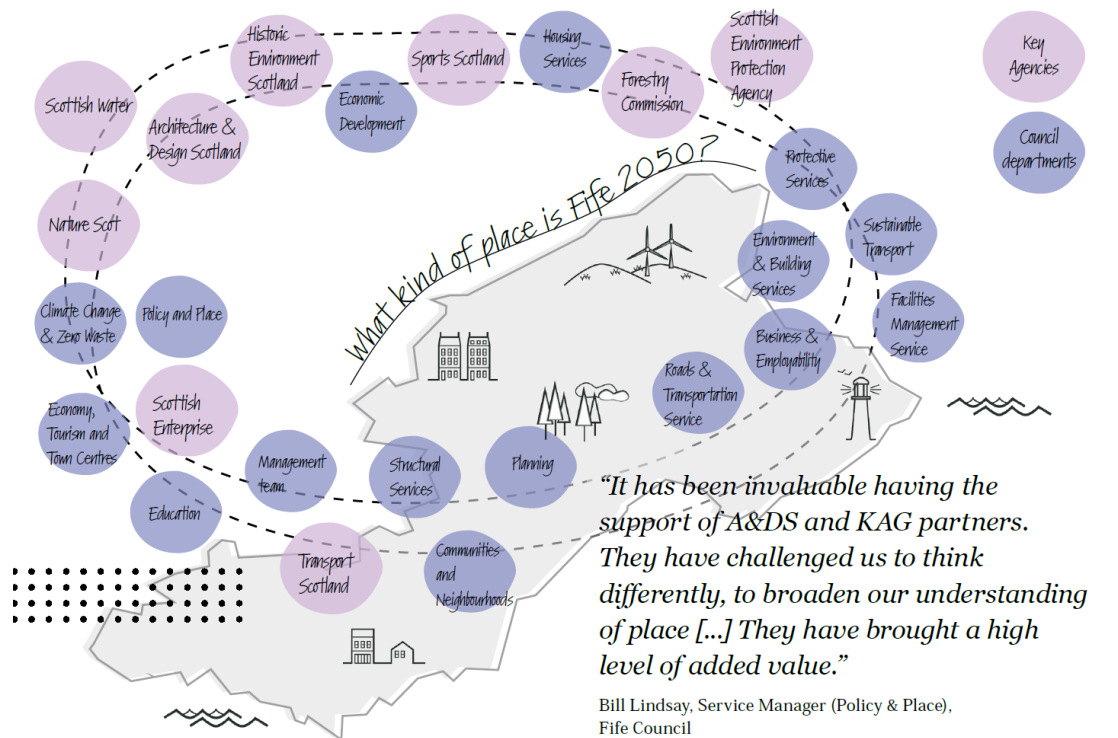 Historic
Environment
Scotland
Sports Scotland
Housing
Services
Scottish
Environment
Protection
Agency
Key
Agencies
Scottish Water
Economic
Development
Forestry
Commission
Architecture &
Design Scotland
Council
departments
Protective
Services
What kind of place is Fife 2050?
Nature Scot
Sustainable
Transport
Environment
& Building
Services
Climate Change
& Zero Waste
Policy and Place
Facilities
Management
Service
Business &
Employability
Roads &
Transportation
Service
Economy,
Tourism and
Town Centres
Scottish
Enterprise
Management
team
Structural
Services
Planning
Education
Transport
Scotland
Communities
and
Neighbourhoods
“It has been invaluable having the
support of A&DS and KAG partners.
They have challenged us to think
differently, to broaden our understanding
of place [...] They have brought a high
level of added value.”
Bill Lindsay, Service Manager (Policy & Place),
Fife Council